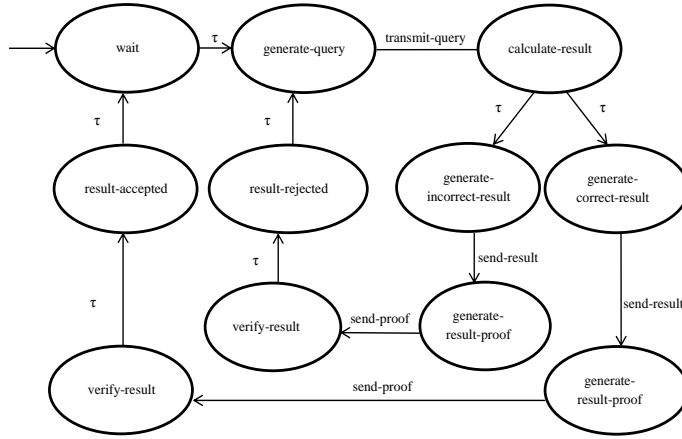 wait
τ
generate-query
transmit-query
calculate-result
τ
τ
τ
τ
result-accepted
result-rejected
generate-
incorrect-result
generate-
correct-result
τ
send-result
τ
send-result
verify-result
send-proof
generate-
result-proof
verify-result
send-proof
generate-
result-proof